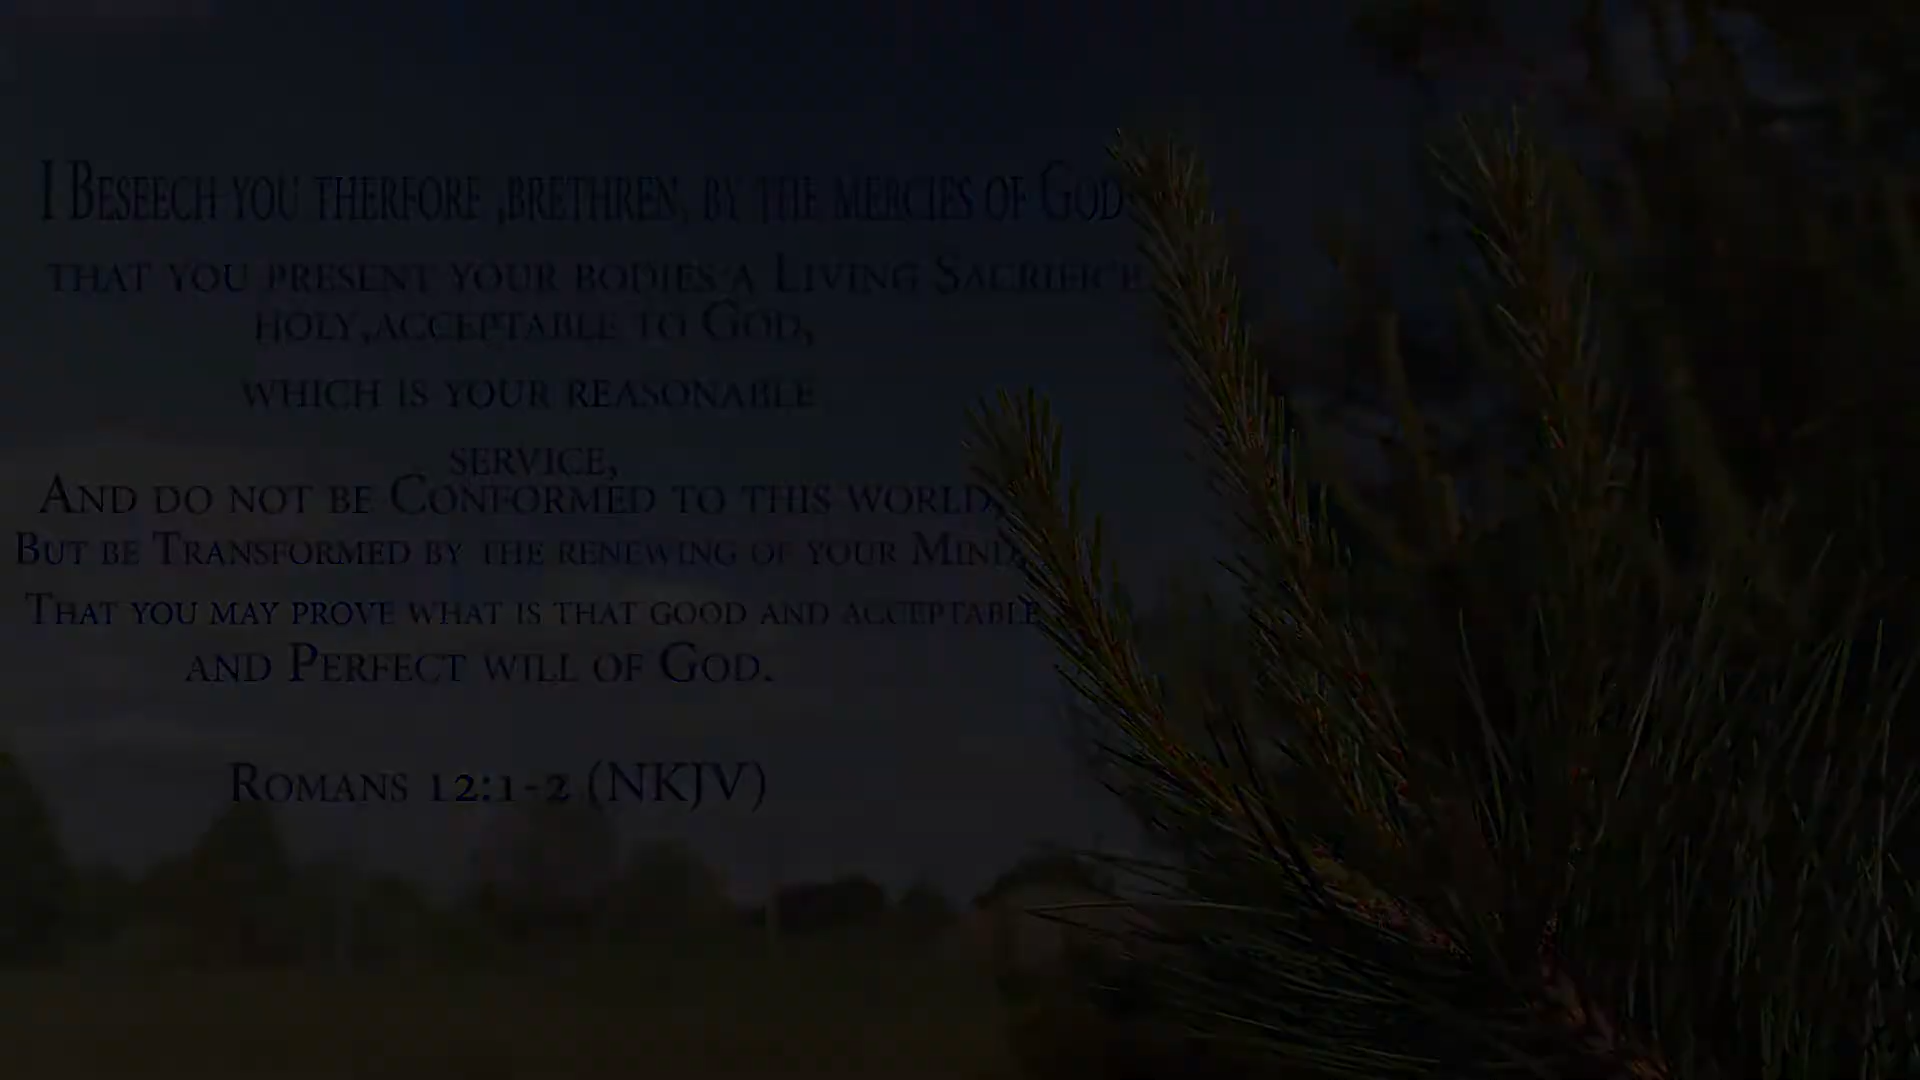 I Beseech you therfore ,brethren, by the mercies of God
that you present your bodies a Living Sacrifice,
holy,acceptable to God,
which is your reasonable
service,
And do not be Conformed to this world,
But be Transformed by the renewing of your Mind,
That you may prove what is that good and acceptable
and Perfect will of God.
Romans 12:1-2 (NKJV)